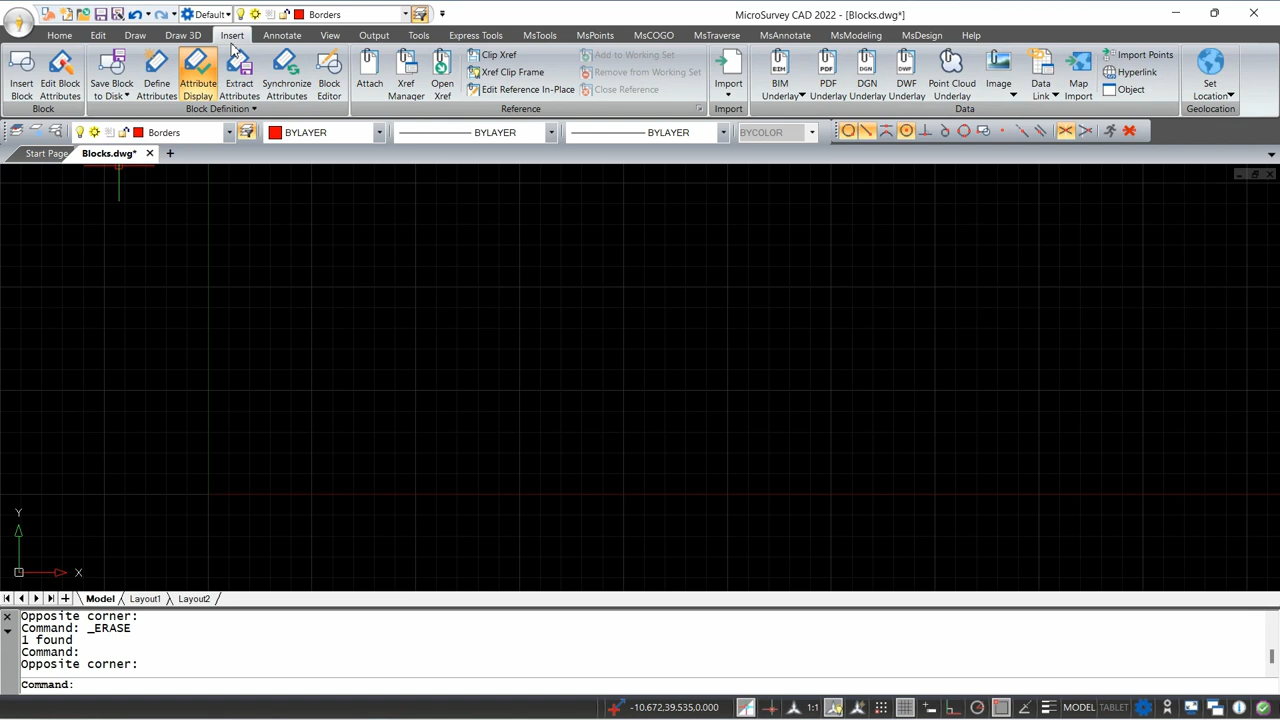 Default
Borders
MicroSurvey CAD 2022 - [Blocks.dwg*]
Home Edit Draw Draw 3D Insert Annotate View Output Tools Express Tools MsTools MsPoints MsCOGO MsTraverse MsAnnotate MsModeling MsDesign Help
Insert Block
Edit Block Attributes
Save Block to Disk
Define Attributes
Attribute Display
Extract Attributes
Synchronize Attributes
Block Editor
Attach
Xref Manager
Open Xref
Clip Xref
Xref Clip Frame
Edit Reference In-Place
Add to Working Set
Remove from Working Set
Close Reference
Import
BIM Underlay
PDF Underlay
DGN Underlay
DWF Underlay
Point Cloud Underlay
Image
Data Link
Map Import
Import Points
Hyperlink
Object
Set Location
Block Block Definition Reference Import Data Geolocation
Borders BYLAYER BYLAYER BYLAYER BYCOLOR
Start Page Blocks.dwg*
Y
X
Model Layout1 Layout2
Opposite corner:
Command: _ERASE
1 found
Command:
Opposite corner:
Command:
-10.672,39.535,0.000 1:1 MODEL TABLET